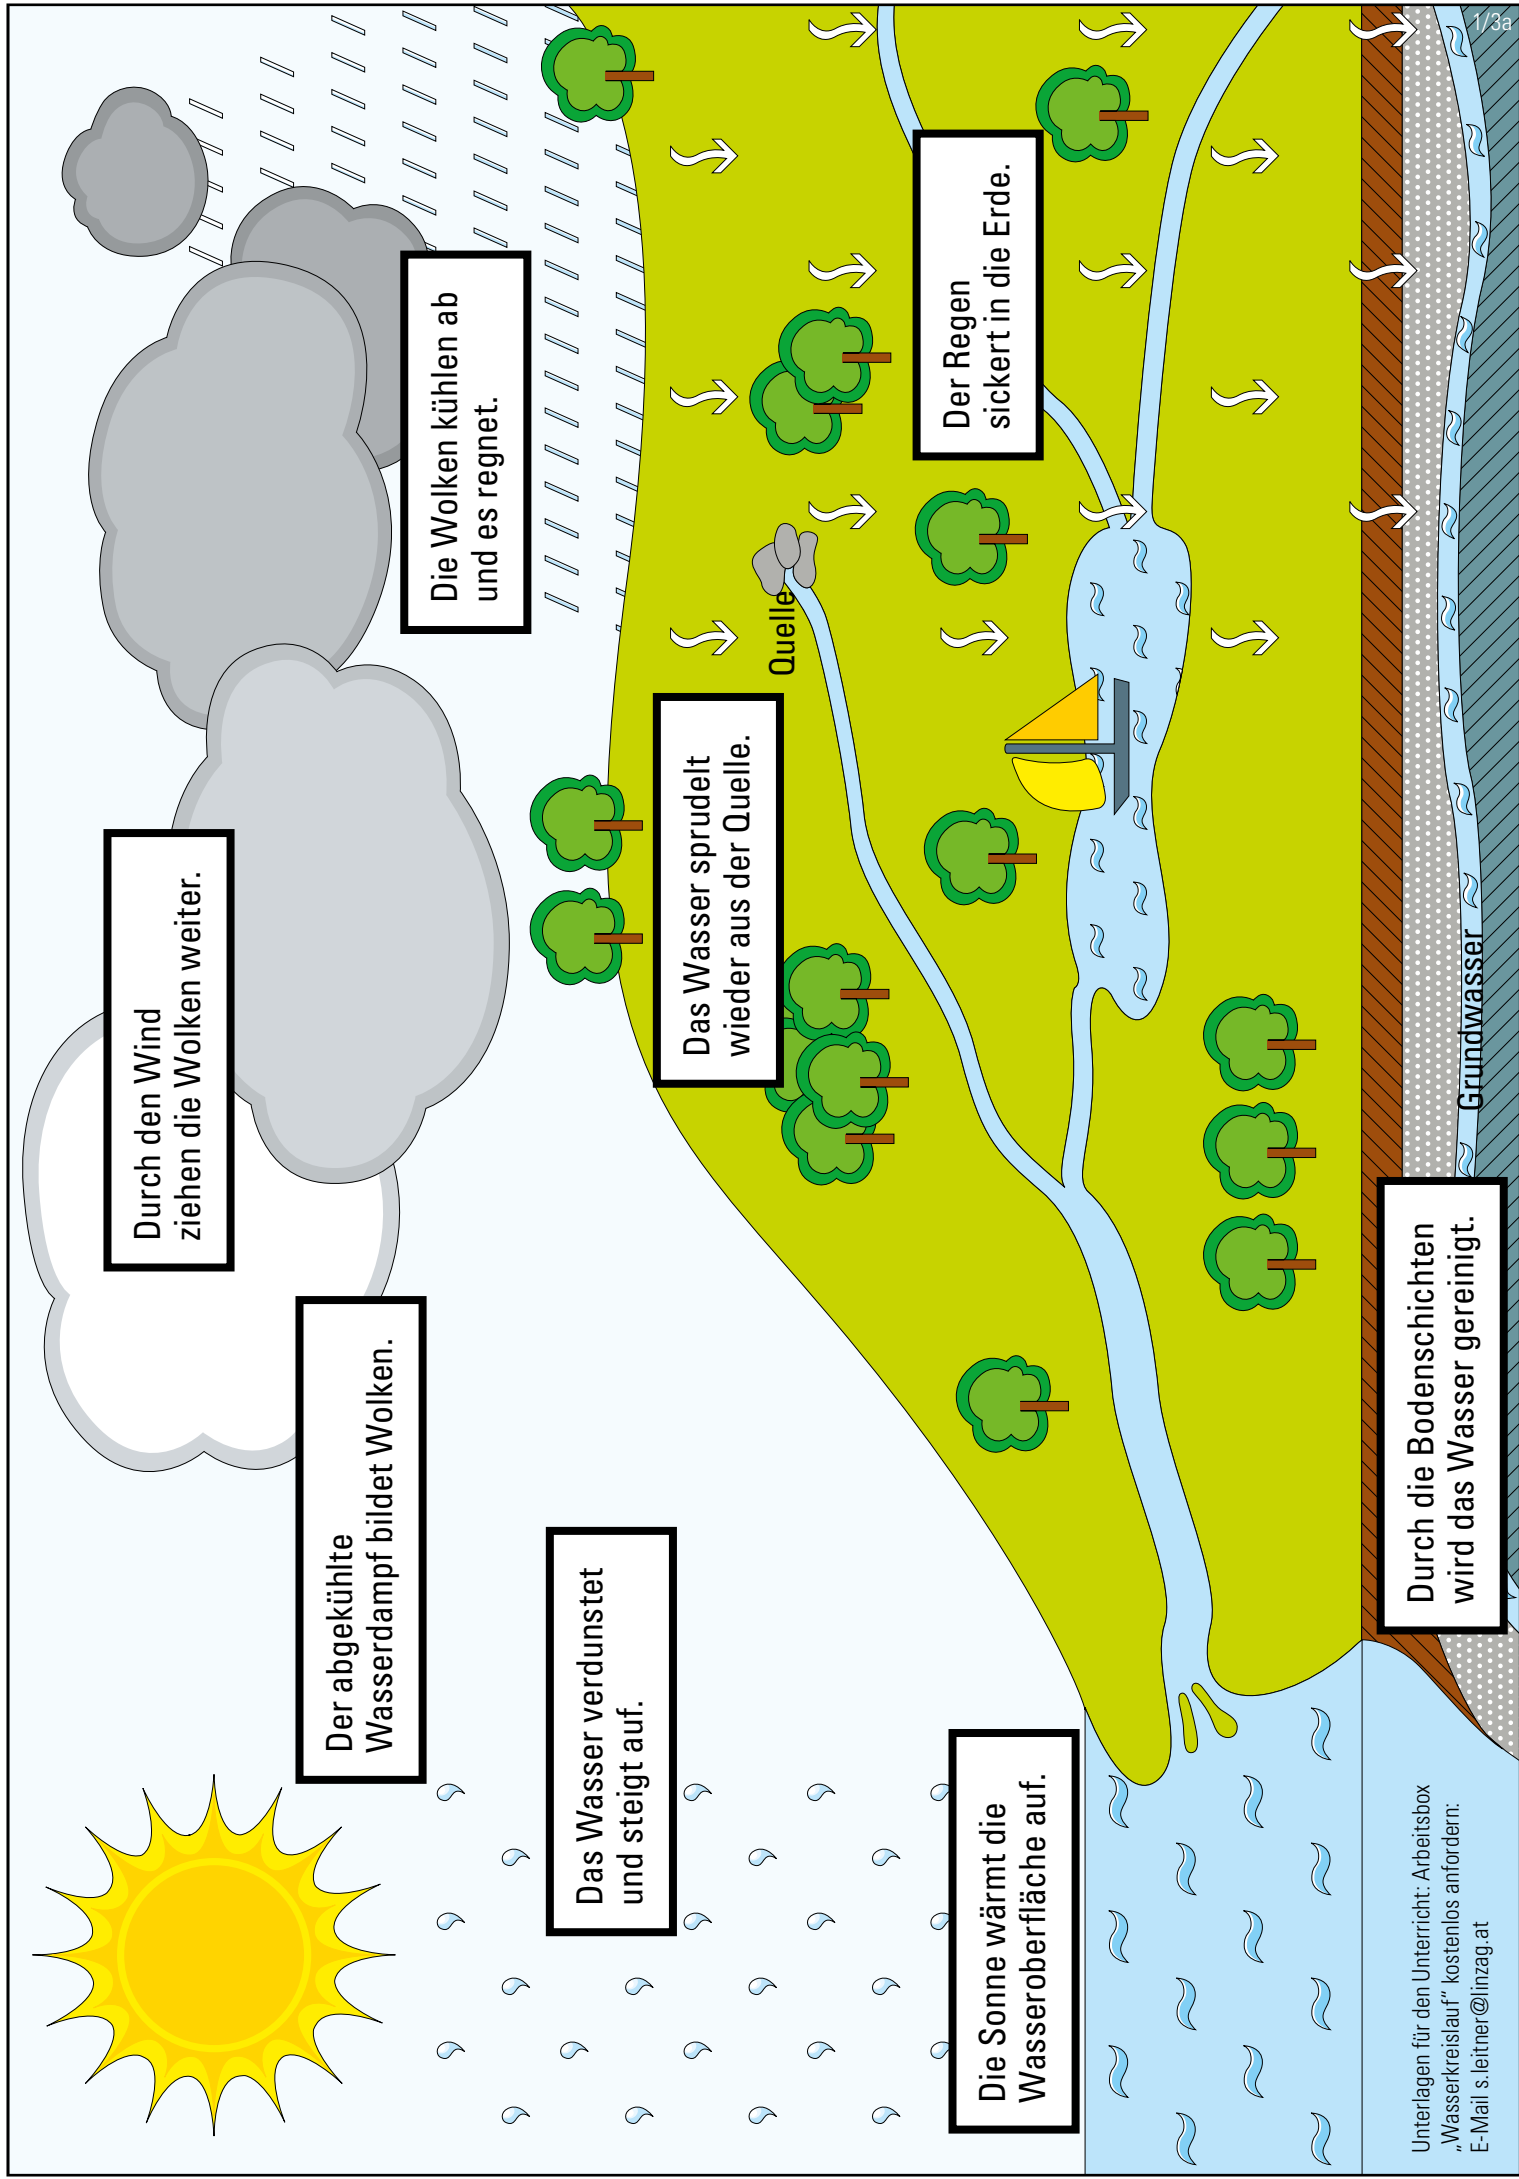 Die Sonne wärmt die
Wasseroberfläche auf.
Das Wasser verdunstet
und steigt auf.
Der abgekühlte
Wasserdampf bildet Wolken.
Durch den Wind
ziehen die Wolken weiter.
Die Wolken kühlen ab
und es regnet.
Der Regen
sickert in die Erde.
Durch die Bodenschichten
wird das Wasser gereinigt.
Grundwasser
Das Wasser sprudelt
wieder aus der Quelle.
Quelle
Unterlagen für den Unterricht: Arbeitsbox
„Wasserkreislauf“ kostenlos anfordern:
E-Mail s.leitner@linzag.at
1/3a